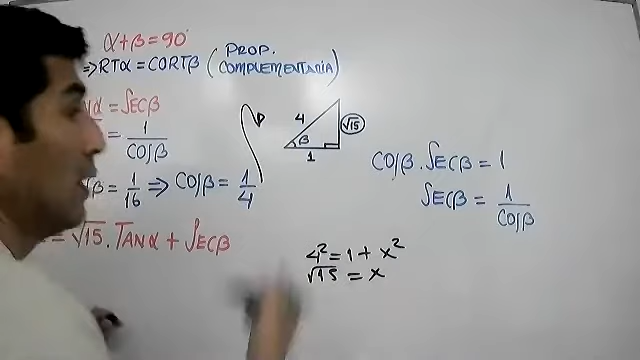 α+β=90°
⇒RTα=CORTβ (PROP. COMPLEMENTARIA)
α=SECβ
= 1/COSβ
β = 1/16 ⇒ COSβ = 1/4
= √15. TANα + SECβ
4
√15
β
1
4²=1+x²
√15 = x
COSβ. SECβ = 1
SECβ = 1/COSβ